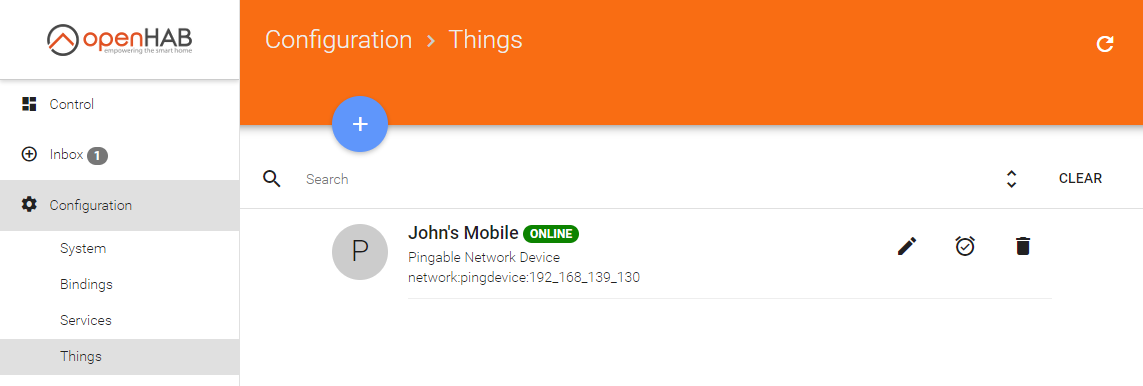 openHAB
empowering the smart home
Configuration > Things
Control
Inbox 1
Configuration
System
Bindings
Services
Things
+
Search
CLEAR
P
John's Mobile ONLINE
Pingable Network Device
network:pingdevice:192_168_139_130